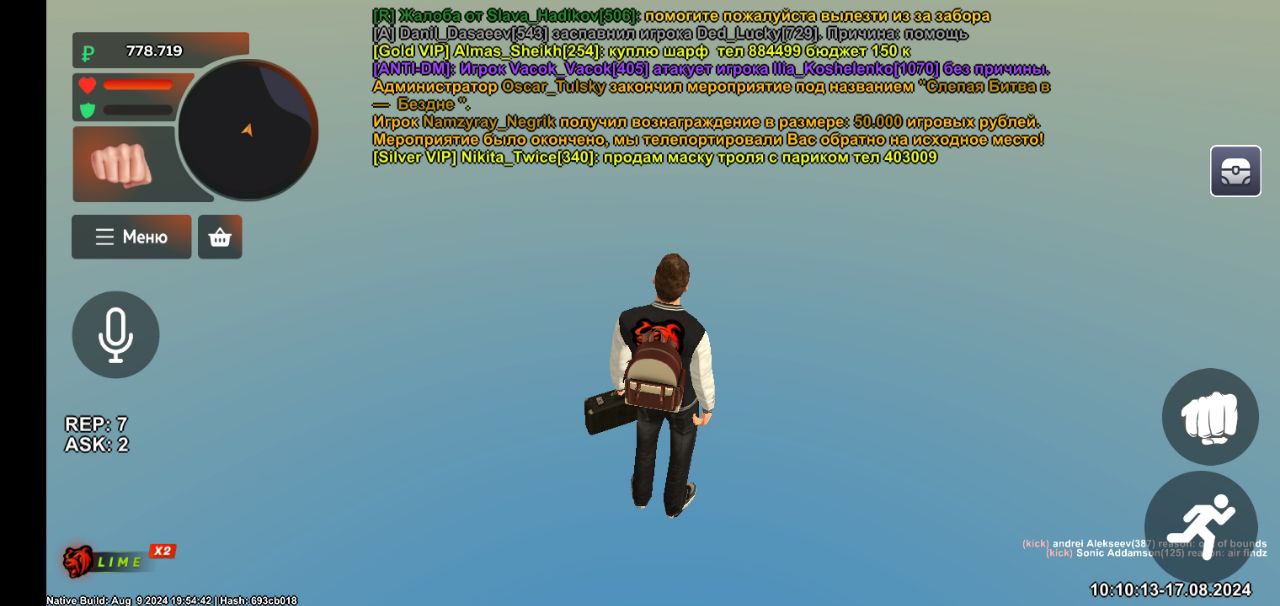 [R] Жалоба от Slava_Hadikov[506]: помогите пожалуйста вылезти из за забора
[A] Danil_Dasaeev[543] заспавнил игрока Ded_Lucky[729]. Причина: помощь
[Gold VIP] Almas_Sheikh[254]: куплю шарф тел 884499 бюджет 150 к
[ANTI-DM]: Игрок Vacok_Vacok[405] атакует игрока Illa_Koshelenko[1070] без причины.
Администратор Oscar_Tulsky закончил мероприятие под названием "Слепая Битва в
— Бездне ".
Игрок Namzyray_Negrik получил вознаграждение в размере: 50.000 игровых рублей.
Мероприятие было окончено, мы телепортировали Вас обратно на исходное место!
[Silver VIP] Nikita_Twice[340]: продам маску троля с париком тел 403009
778.719
Меню
REP: 7
ASK: 2
LIME X2
(kick) andrei Alekseev(387) reason: of bounds
(kick) Sonic Addamson(125) reason: air findz
10:10:13-17.08.2024
Native Build: Aug 9 2024 19:54:42 | Hash: 693cb018